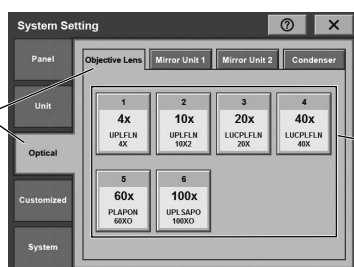 System Setting
?
X
Panel
Unit
Optical
Customized
System
Objective Lens
Mirror Unit 1
Mirror Unit 2
Condenser
1
4x
UPLFLN
4X
2
10x
UPLFLN
10X2
3
20x
LUCPLFLN
20X
4
40x
LUCPLFLN
40X
5
60x
PLAPON
60XO
6
100x
UPLSAPO
100XO